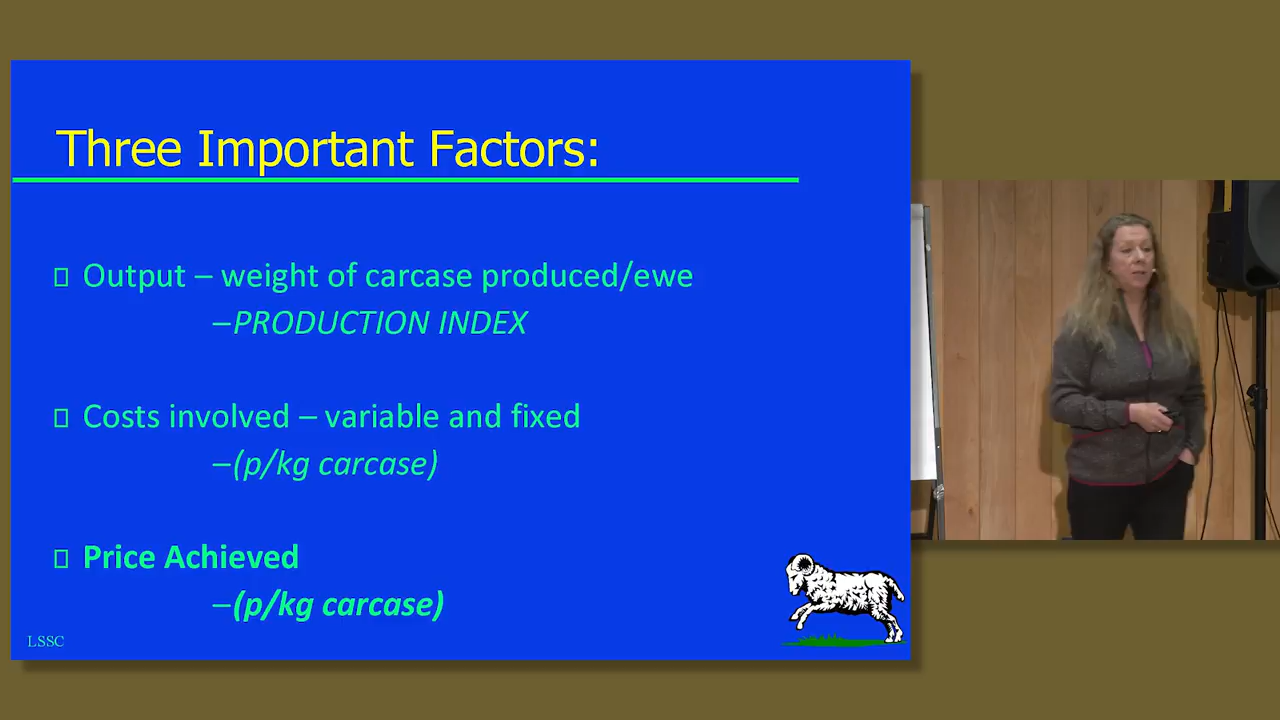 Three Important Factors:
Output – weight of carcase produced/ewe
–PRODUCTION INDEX
Costs involved – variable and fixed
–(p/kg carcase)
Price Achieved
–(p/kg carcase)
LSSC